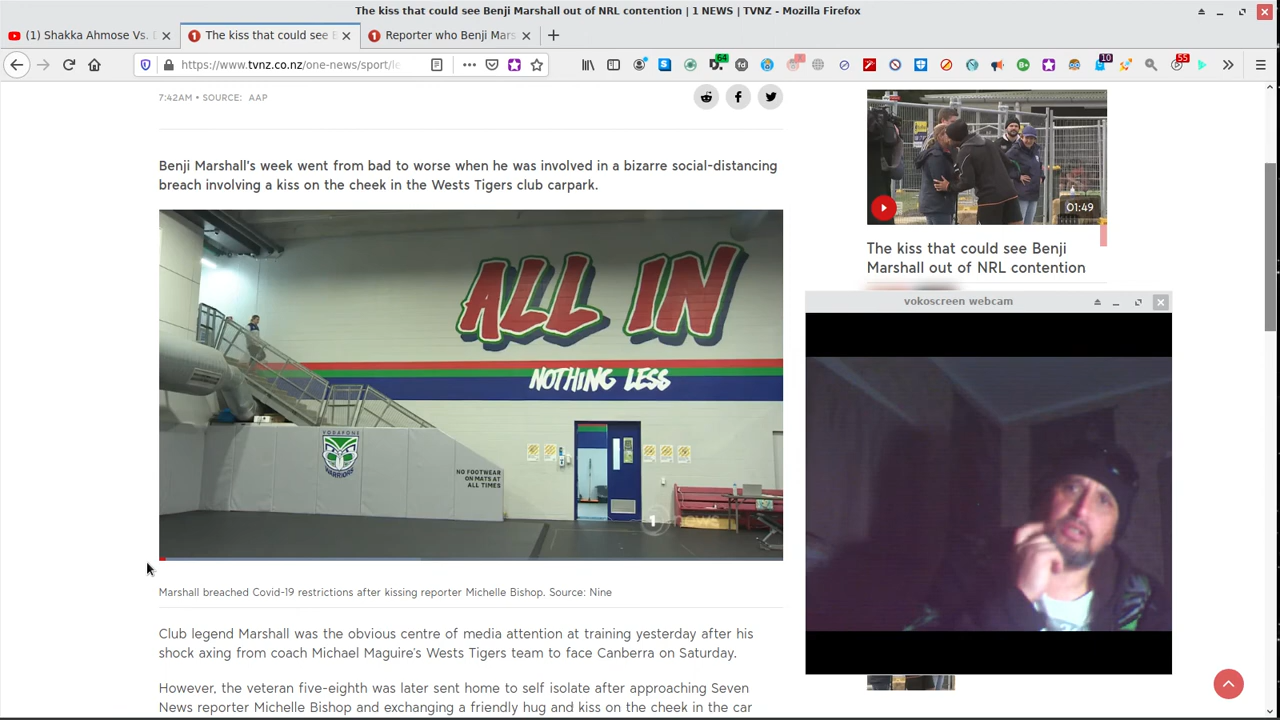 The kiss that could see Benji Marshall out of NRL contention | 1 NEWS | TVNZ - Mozilla Firefox
(1) Shakka Ahmose Vs.
The kiss that could see B
Reporter who Benji Mars
https://www.tvnz.co.nz/one-news/sport/le
64
10
55
7:42AM • SOURCE: AAP
Benji Marshall's week went from bad to worse when he was involved in a bizarre social-distancing
breach involving a kiss on the cheek in the Wests Tigers club carpark.
ALL IN
NOTHING LESS
VODAFONE
WARRIORS
NO FOOTWEAR
ON MATS AT
ALL TIMES
1
Marshall breached Covid-19 restrictions after kissing reporter Michelle Bishop. Source: Nine
Club legend Marshall was the obvious centre of media attention at training yesterday after his
shock axing from coach Michael Maguire's Wests Tigers team to face Canberra on Saturday.
However, the veteran five-eighth was later sent home to self isolate after approaching Seven
News reporter Michelle Bishop and exchanging a friendly hug and kiss on the cheek in the car
01:49
The kiss that could see Benji
Marshall out of NRL contention
vokoscreen webcam